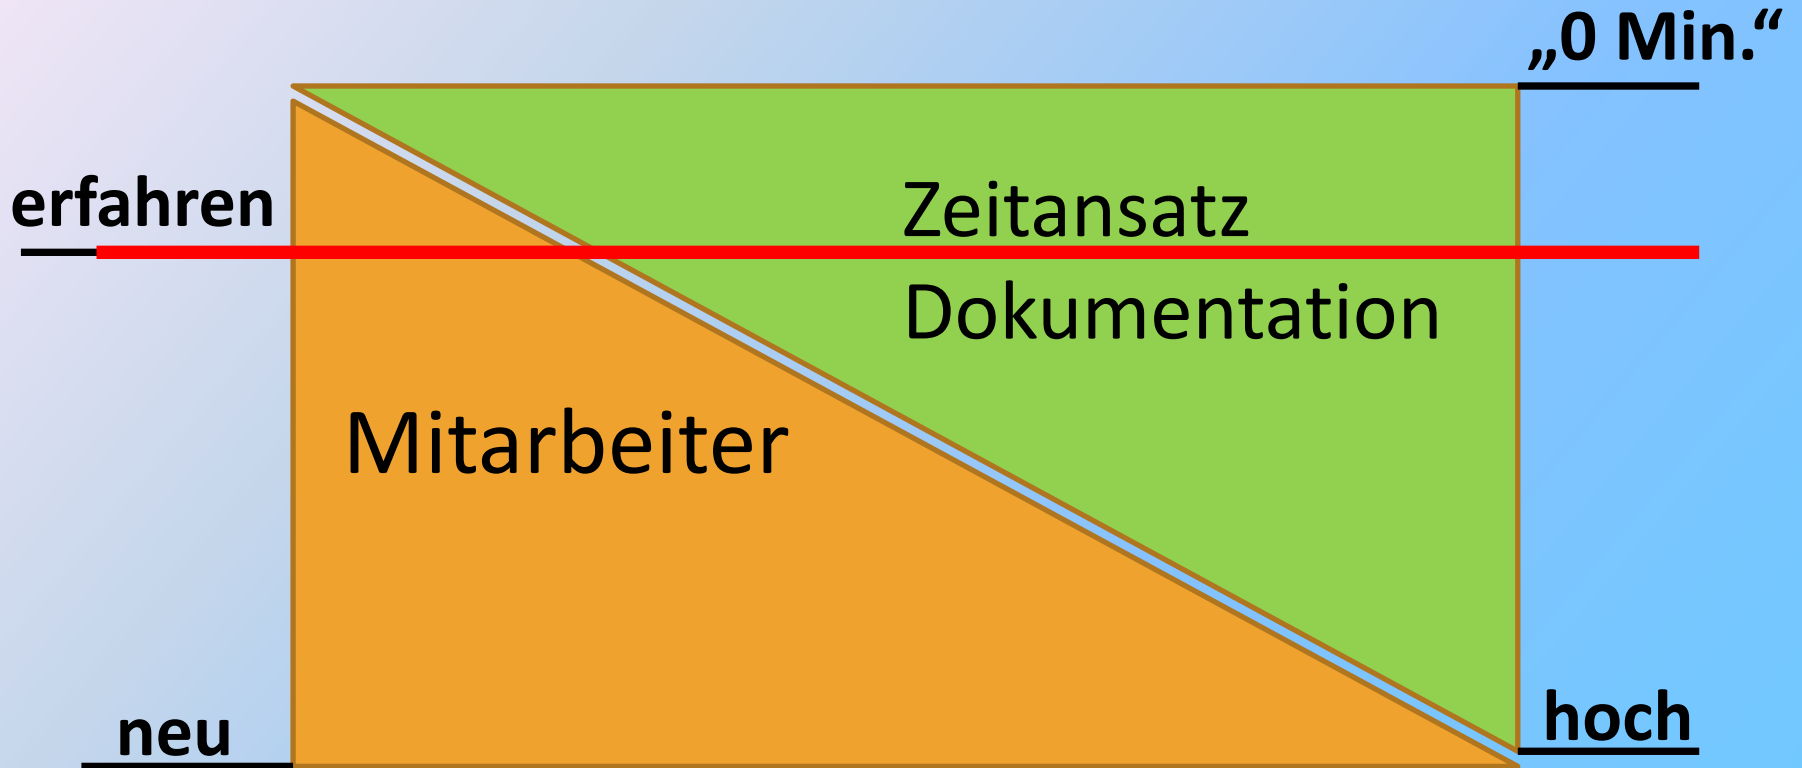 „0 Min.“
erfahren
Zeitansatz
Dokumentation
Mitarbeiter
neu
hoch